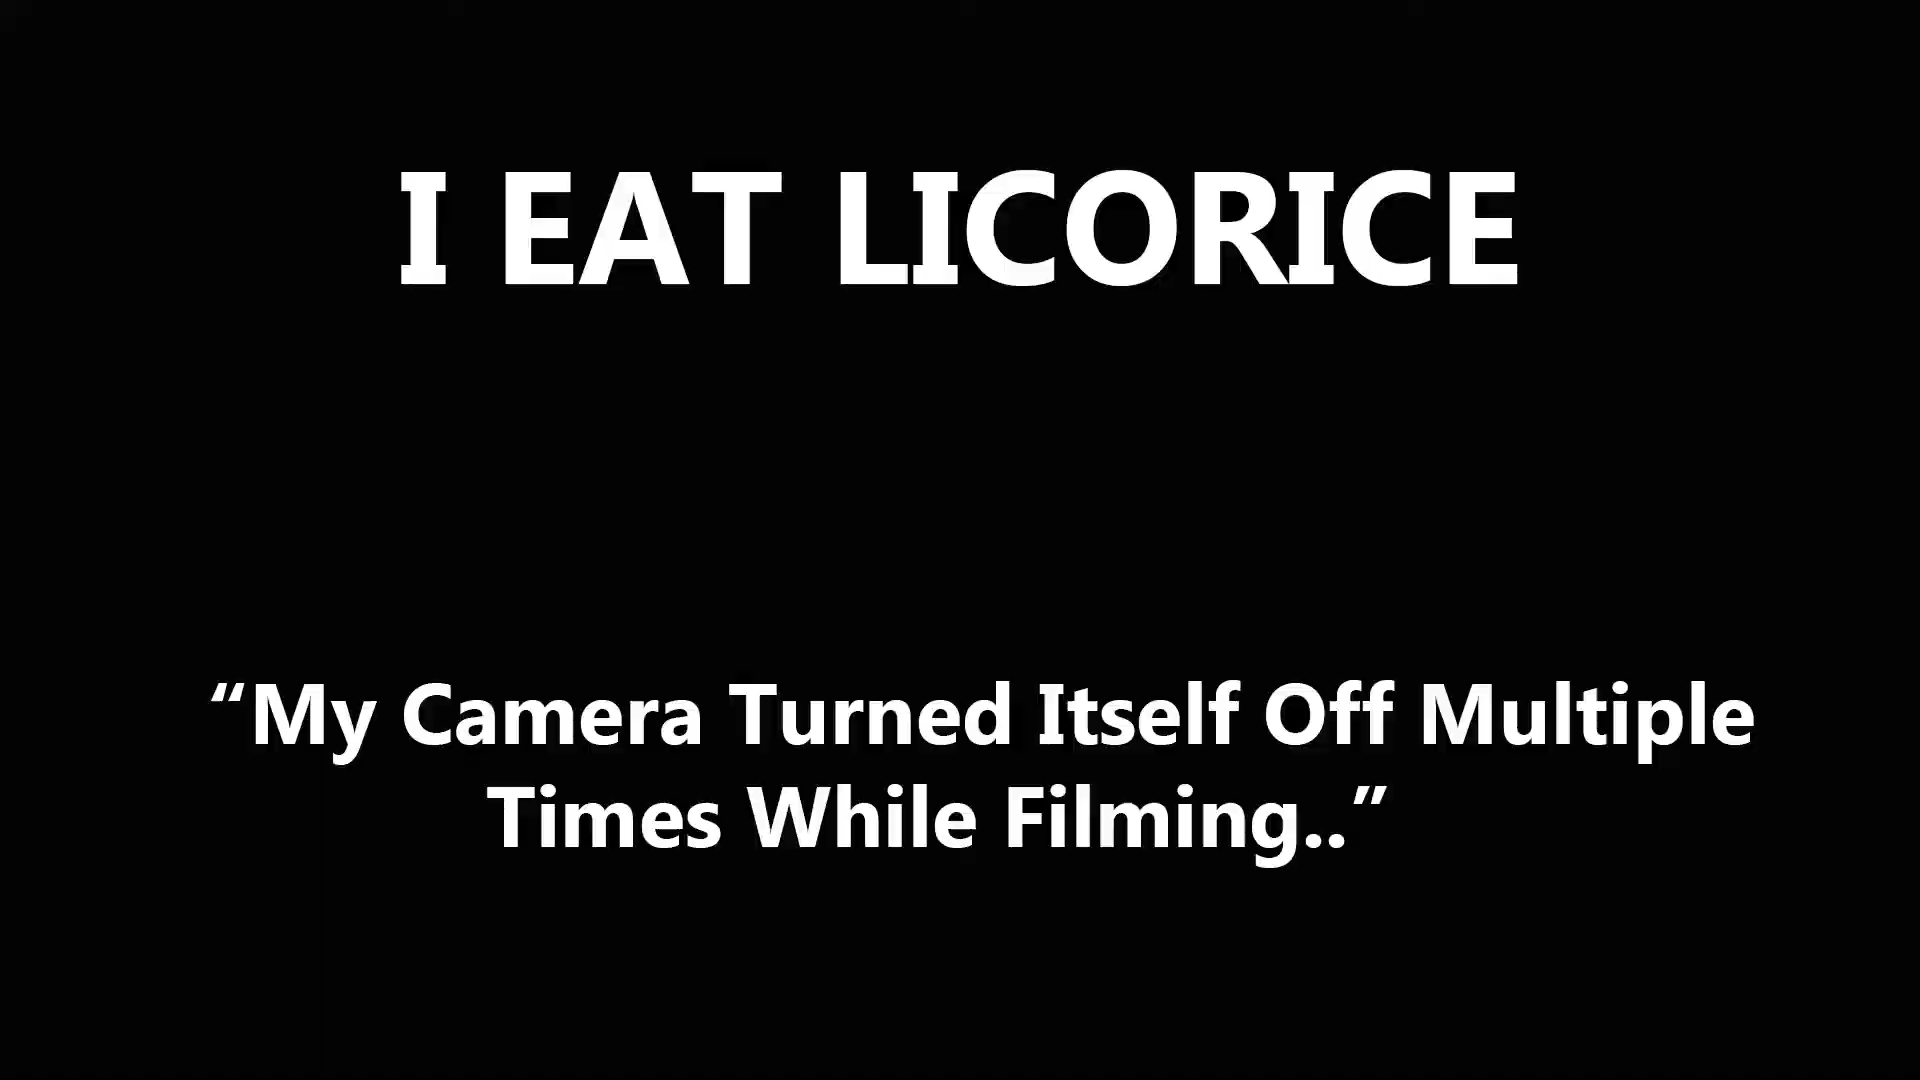 I EAT LICORICE
“My Camera Turned Itself Off Multiple
Times While Filming..”